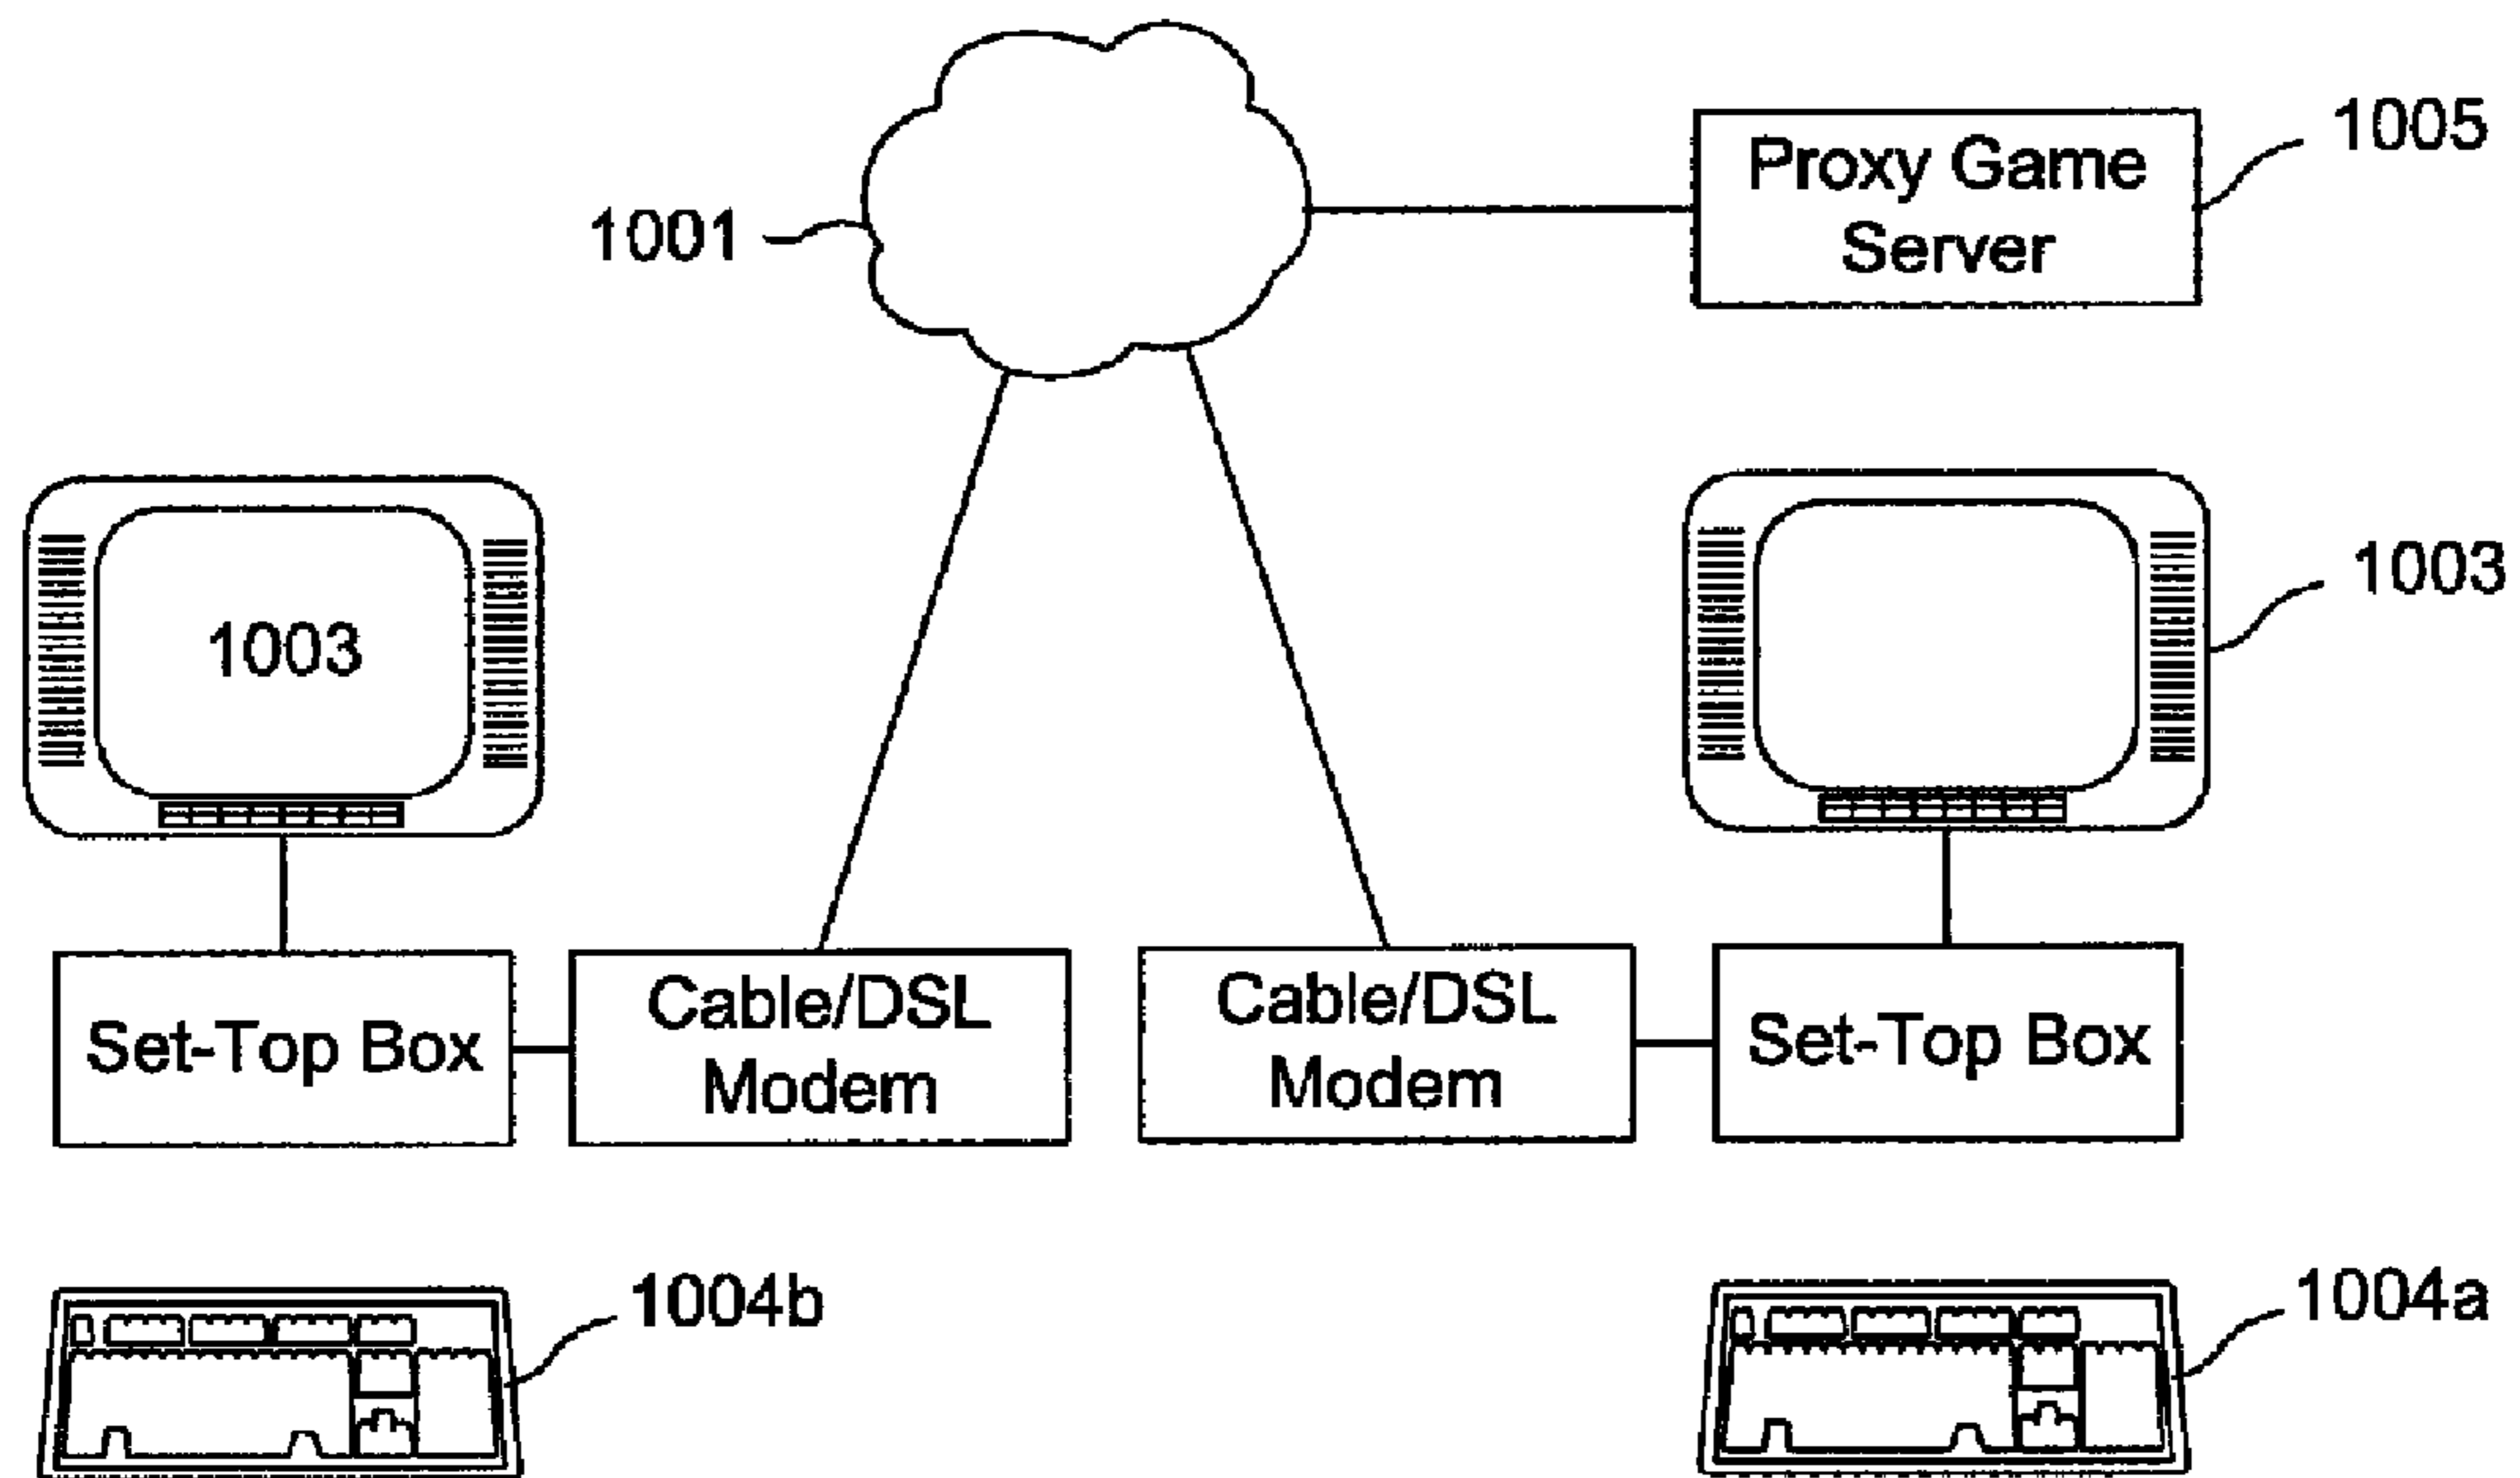 1001
Proxy Game
Server
1005
1003
1003
Set-Top Box
Cable/DSL
Modem
Cable/DSL
Modem
Set-Top Box
1004b
1004a